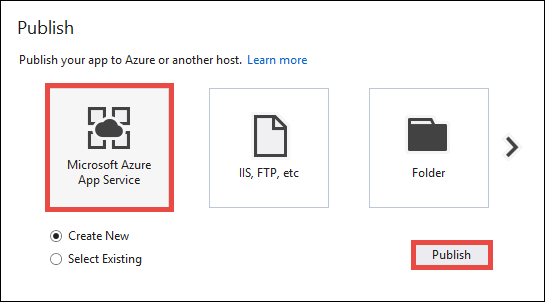 Publish
Publish your app to Azure or another host. Learn more
Microsoft Azure
App Service
IIS, FTP, etc
Folder
Create New
Select Existing
Publish